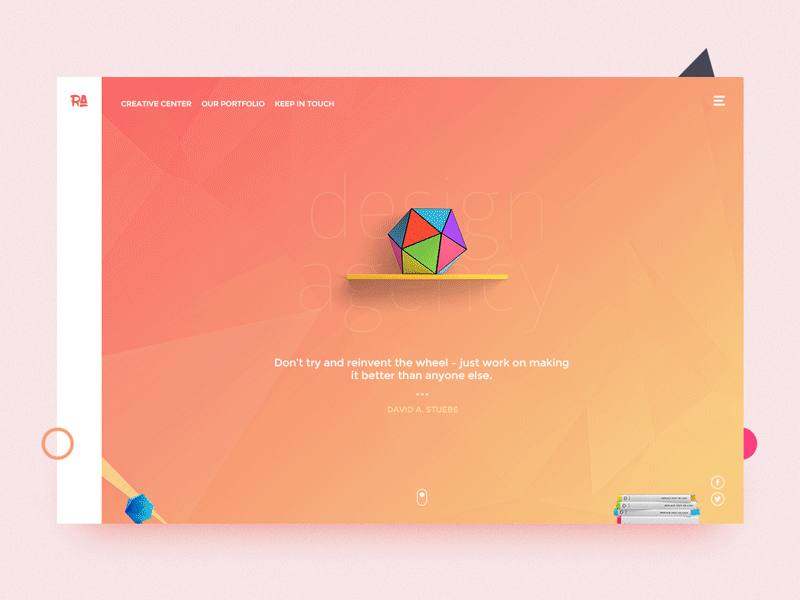 RA
CREATIVE CENTER OUR PORTFOLIO KEEP IN TOUCH
design
agency
Don't try and reinvent the wheel - just work on making
it better than anyone else.
DAVID A. STUEBE